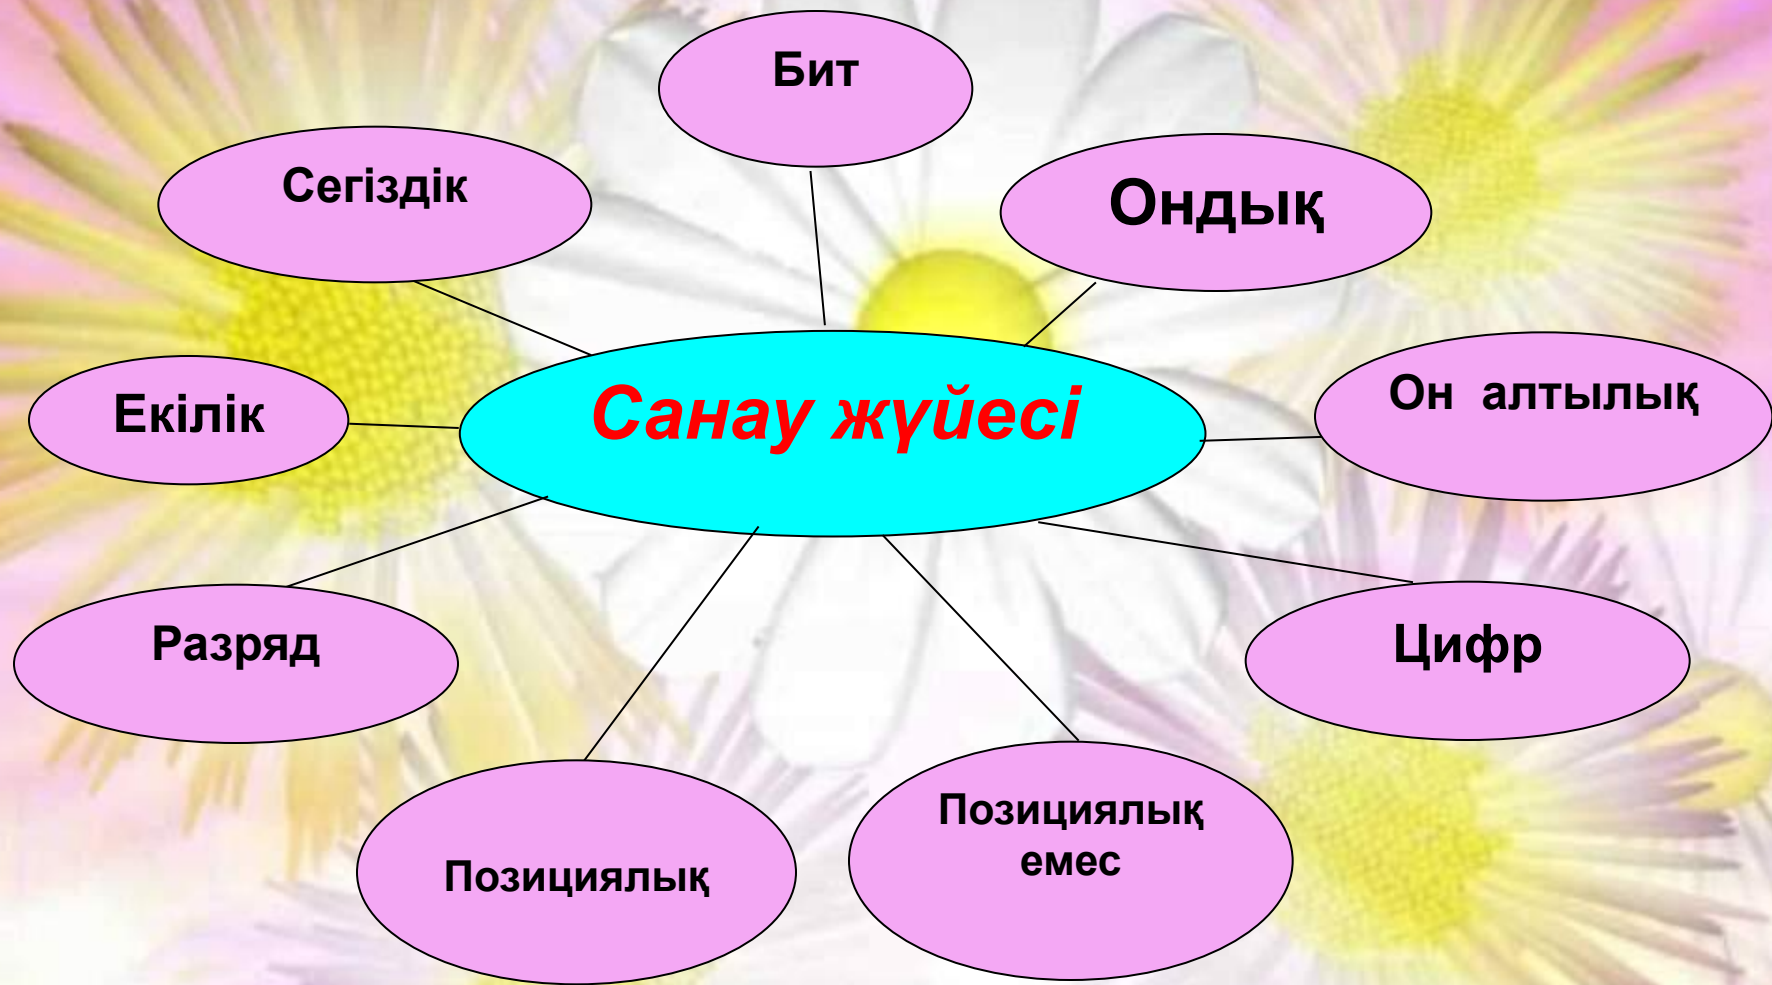 Бит
Сегіздік
Ондық
Екілік
Санау жүйесі
Он алтылық
Разряд
Цифр
Позициялық
Позициялық
емес